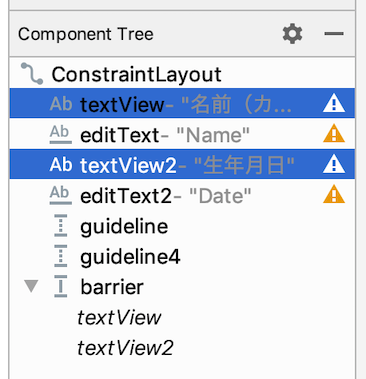 Component Tree
ConstraintLayout
Ab textView - "名前（カ...
Ab editText - "Name"
Ab textView2 - "生年月日"
Ab editText2 - "Date"
guideline
guideline4
barrier
textView
textView2